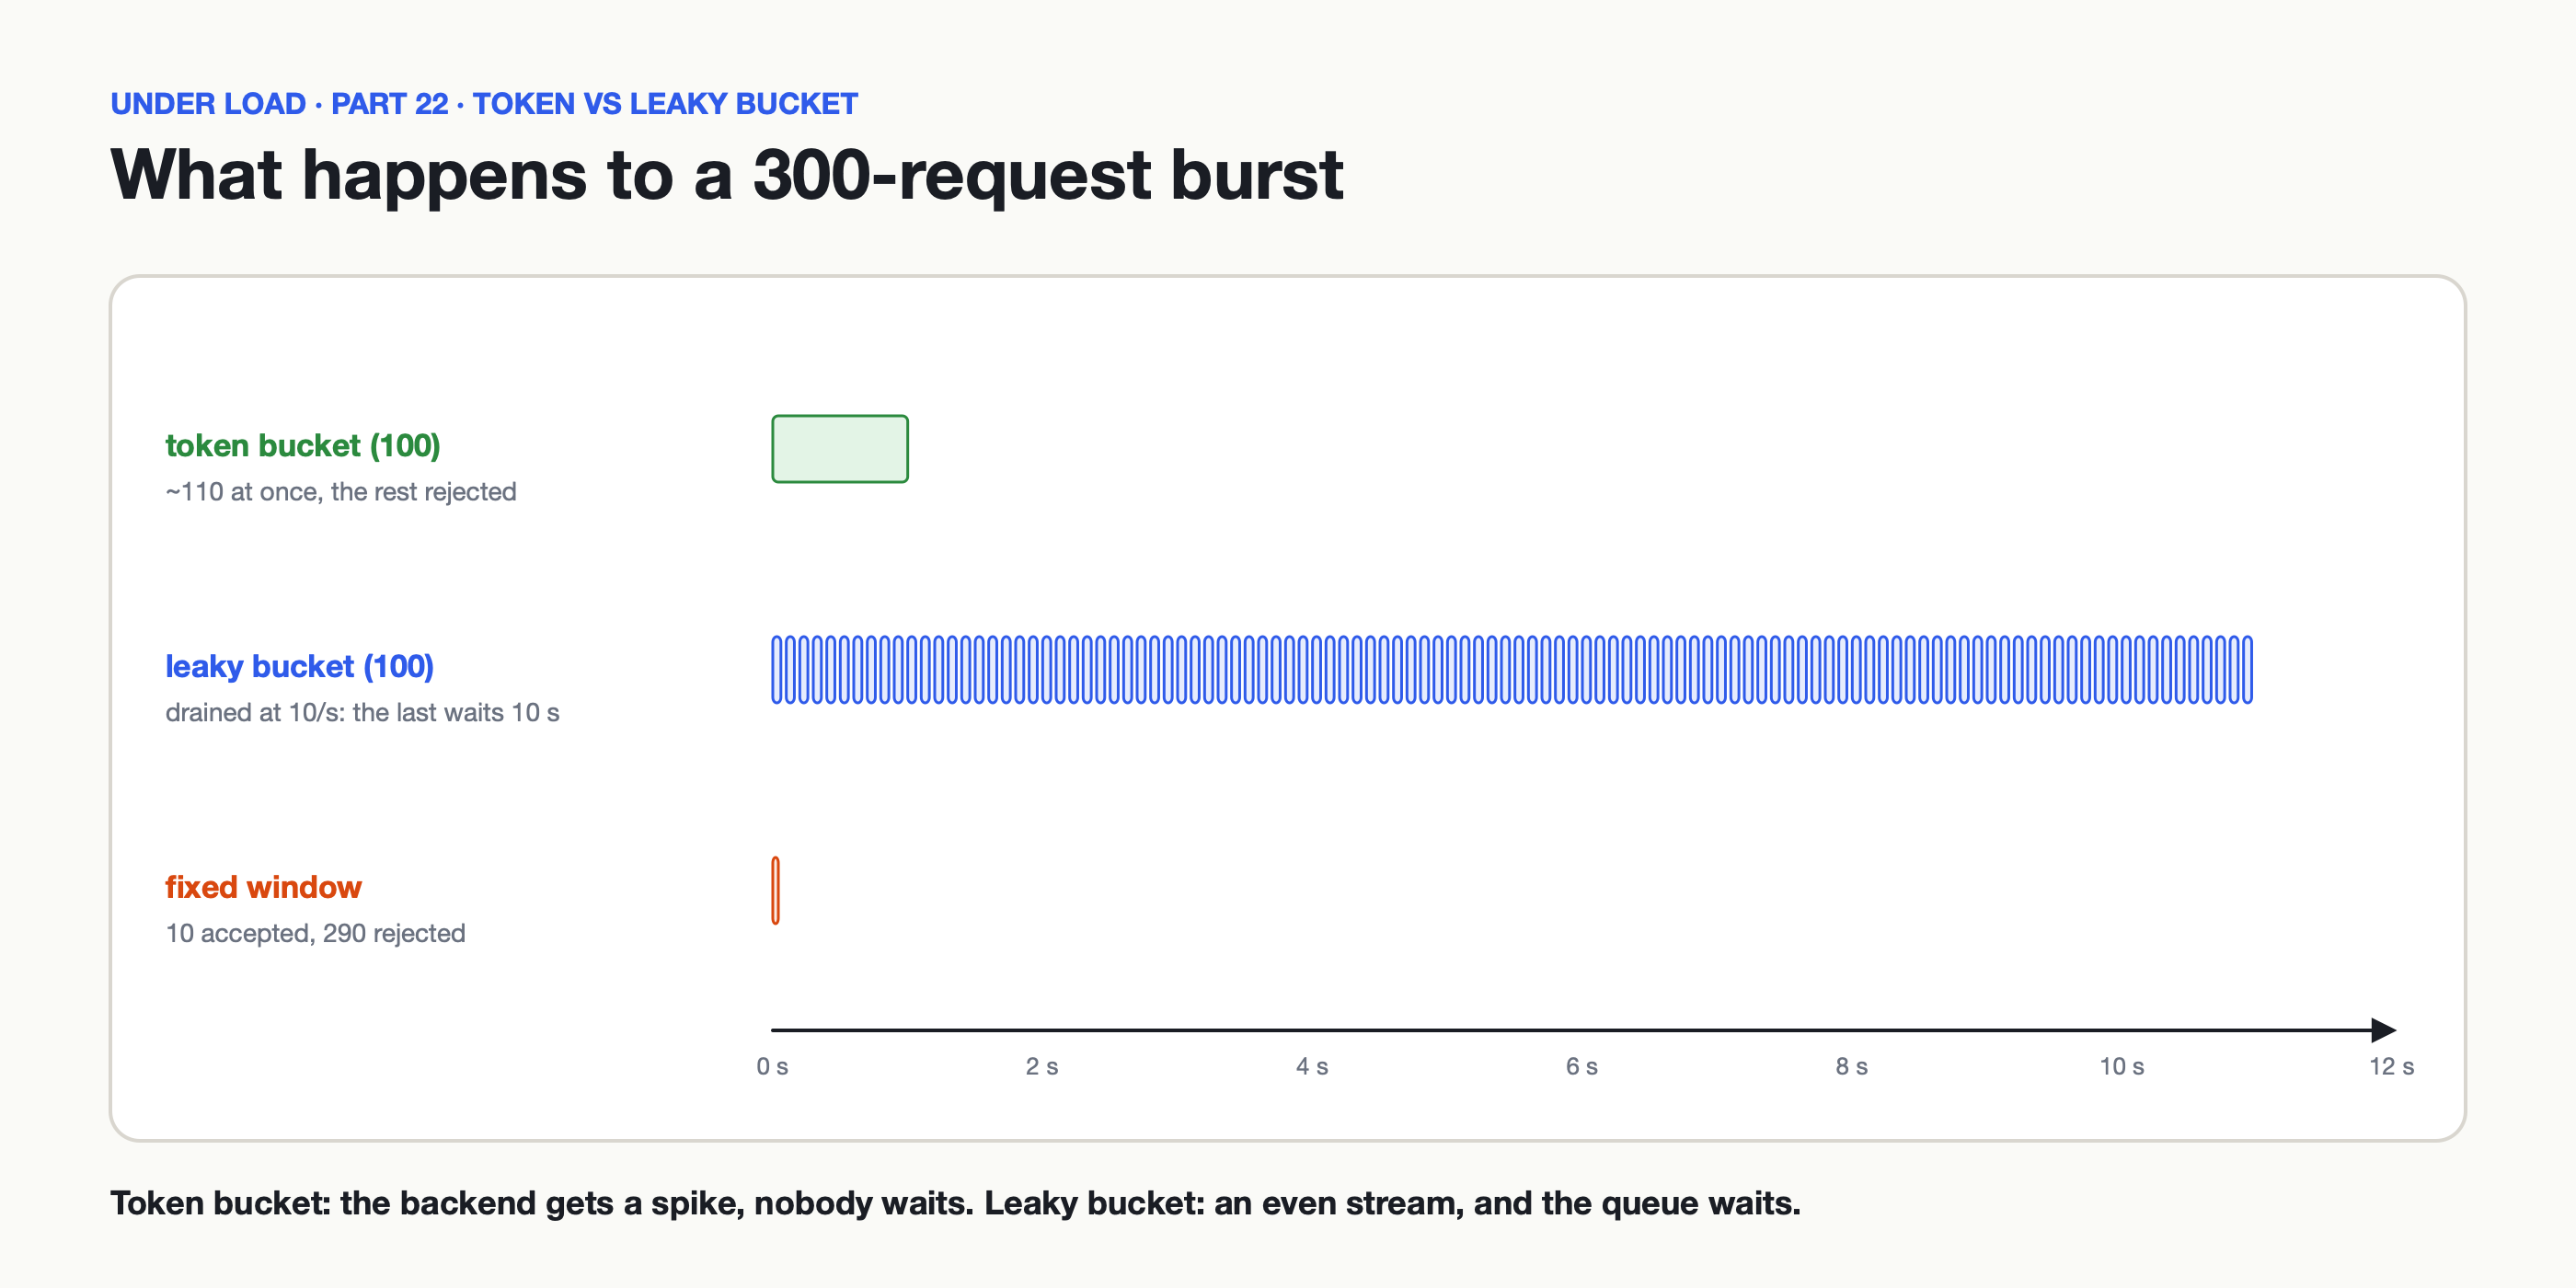 UNDER LOAD · PART 22 · TOKEN VS LEAKY BUCKET
What happens to a 300-request burst
token bucket (100)
~110 at once, the rest rejected
leaky bucket (100)
drained at 10/s: the last waits 10 s
fixed window
10 accepted, 290 rejected
0 s 2 s 4 s 6 s 8 s 10 s 12 s
Token bucket: the backend gets a spike, nobody waits. Leaky bucket: an even stream, and the queue waits.